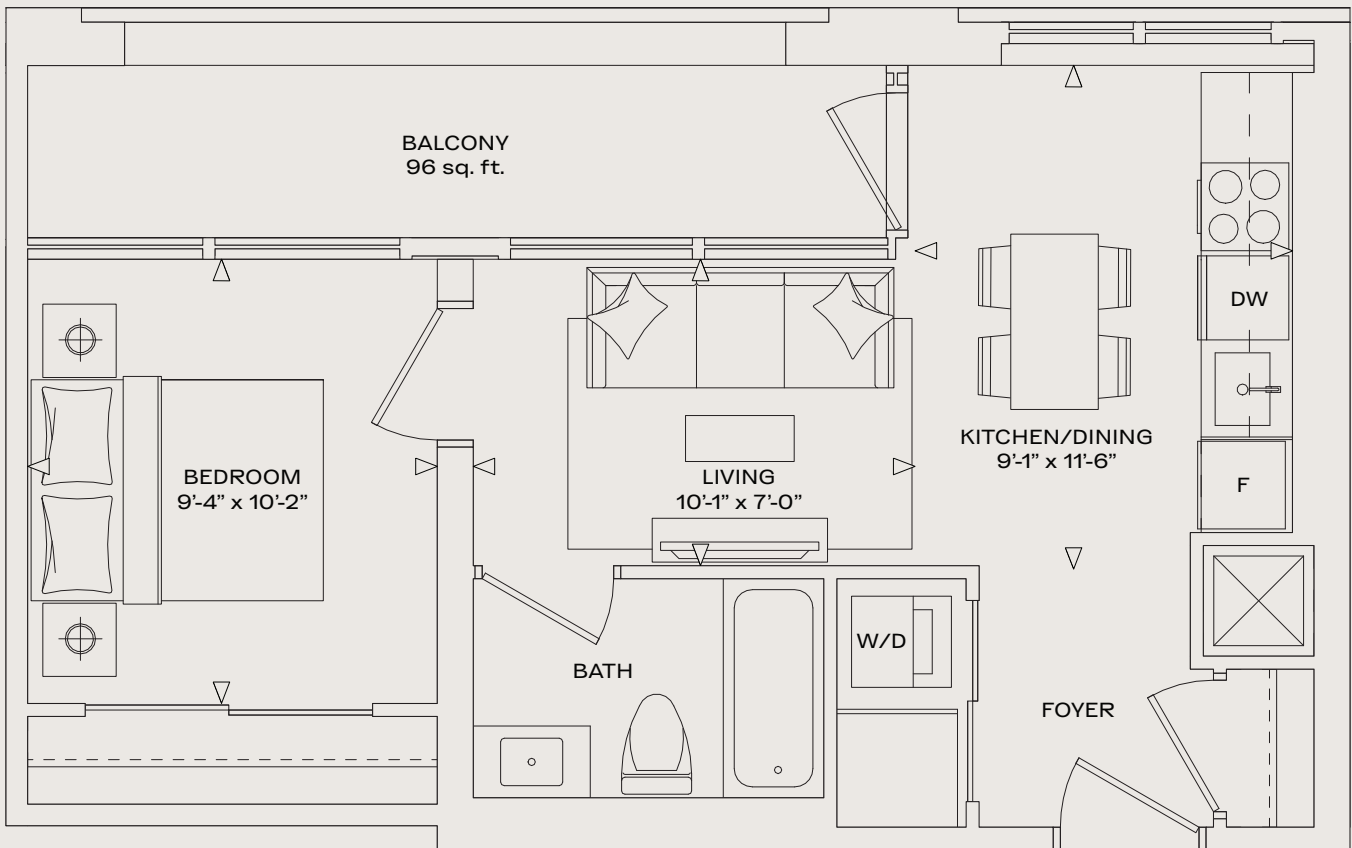 BALCONY
96 sq. ft.
DW
KITCHEN/DINING
9’-1” x 11’-6”
BEDROOM
9’-4” x 10’-2”
LIVING
10’-1” x 7’-0”
F
W/D
BATH
FOYER